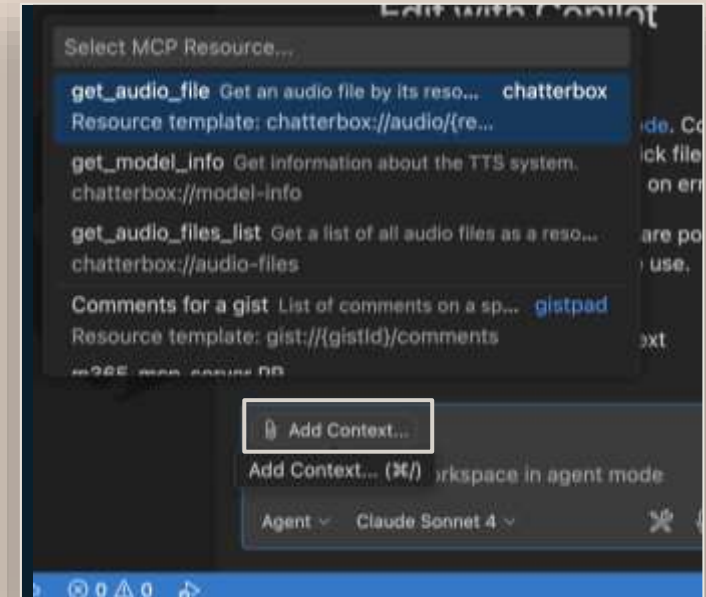 Edit with Copilot
Select MCP Resource...
get_audio_file Get an audio file by its reso... chatterbox
Resource template: chatterbox://audio/{re...
ode. Co
get_model_info Get information about the TTS system.
ick file
chatterbox://model-info
on err
get_audio_files_list Get a list of all audio files as a reso...
are po
chatterbox://audio-files
use.
Comments for a gist List of comments on a sp... gistpad
Resource template: gist://{gistId}/comments
ext
m365_mcp_server PR
Add Context...
Add Context... (⌘/) orkspace in agent mode
Agent Claude Sonnet 4
0 0